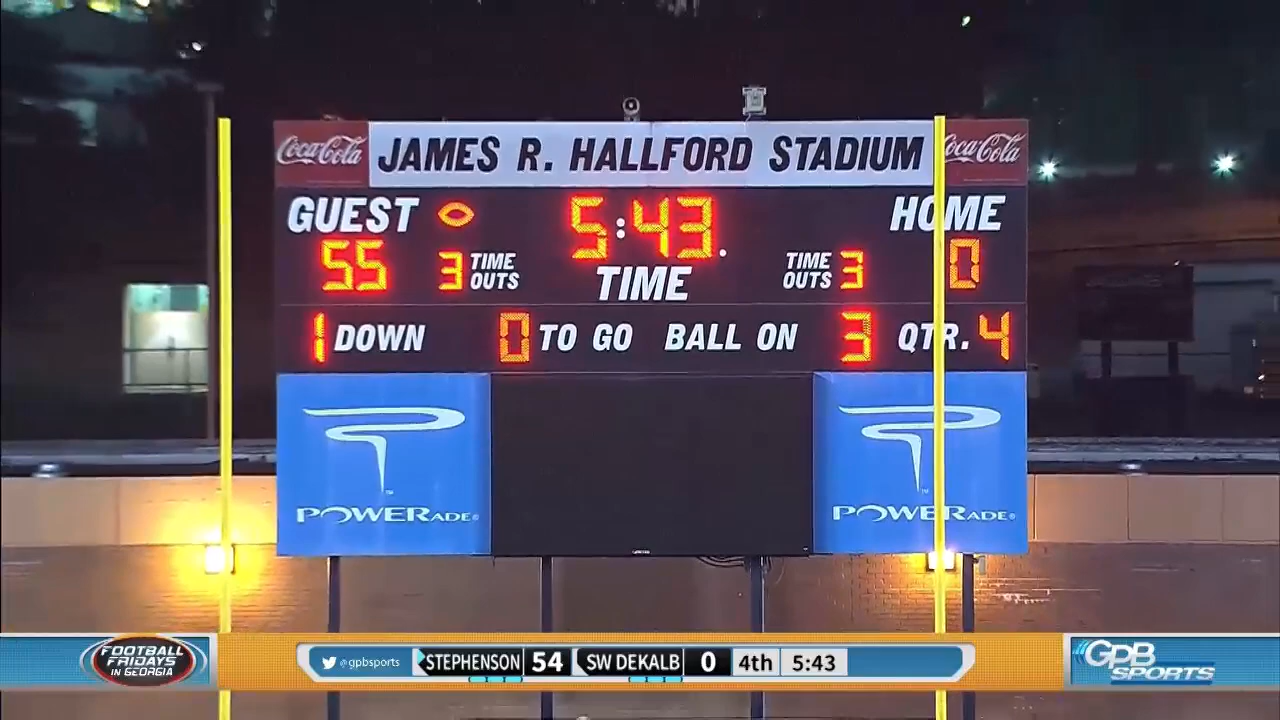 Coca-Cola JAMES R. HALLFORD STADIUM Coca-Cola
GUEST 5:43 HOME
55 3 TIME OUTS TIME TIME OUTS 3 0
1 DOWN 0 TO GO BALL ON 3 QTR. 4
POWERADE POWERADE
FOOTBALL FRIDAYS IN GEORGIA
@gpbsports STEPHENSON 54 SW DEKALB 0 4th 5:43
GPB SPORTS